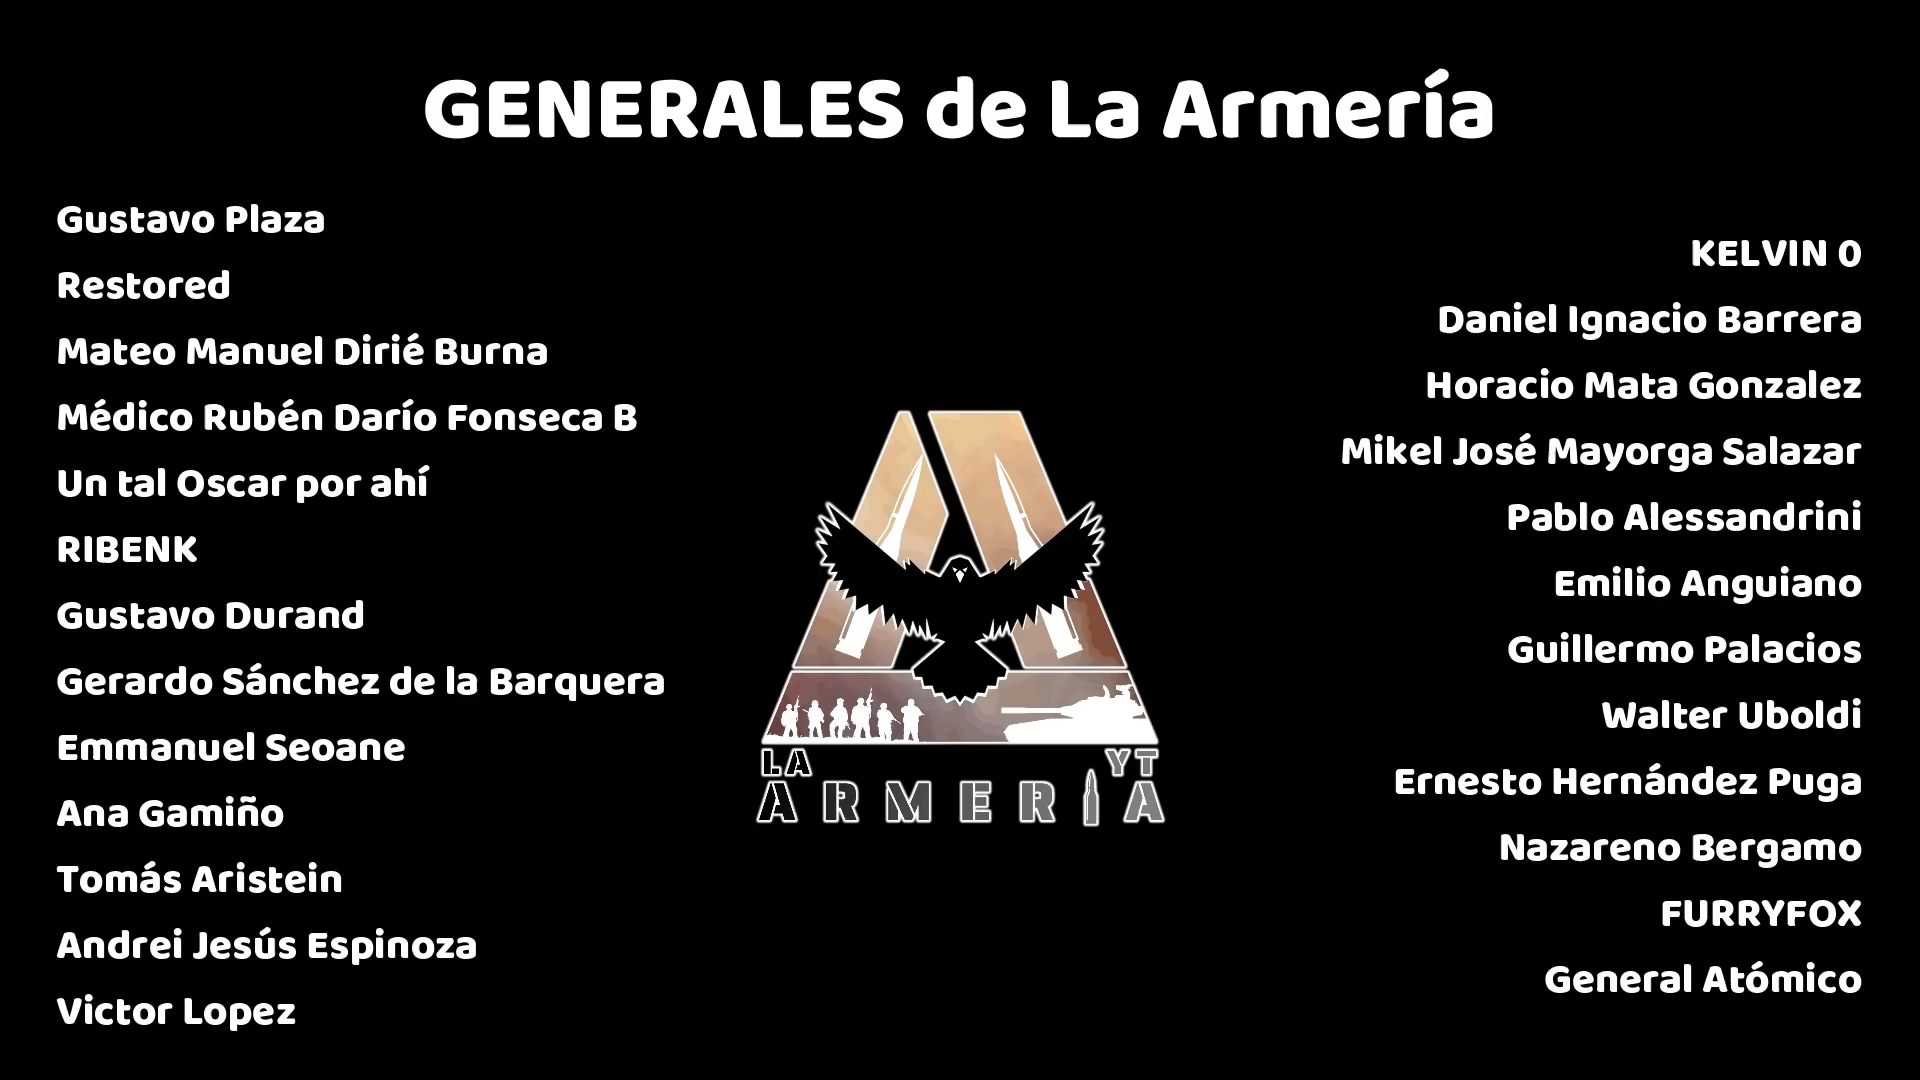 GENERALES de La Armería
Gustavo Plaza
Restored
Mateo Manuel Dirié Burna
Médico Rubén Darío Fonseca B
Un tal Oscar por ahí
RIBENK
Gustavo Durand
Gerardo Sánchez de la Barquera
Emmanuel Seoane
Ana Gamiño
Tomás Aristein
Andrei Jesús Espinoza
Victor Lopez
LA YT
ARMERIA
KELVIN 0
Daniel Ignacio Barrera
Horacio Mata Gonzalez
Mikel José Mayorga Salazar
Pablo Alessandrini
Emilio Anguiano
Guillermo Palacios
Walter Uboldi
Ernesto Hernández Puga
Nazareno Bergamo
FURRYFOX
General Atómico